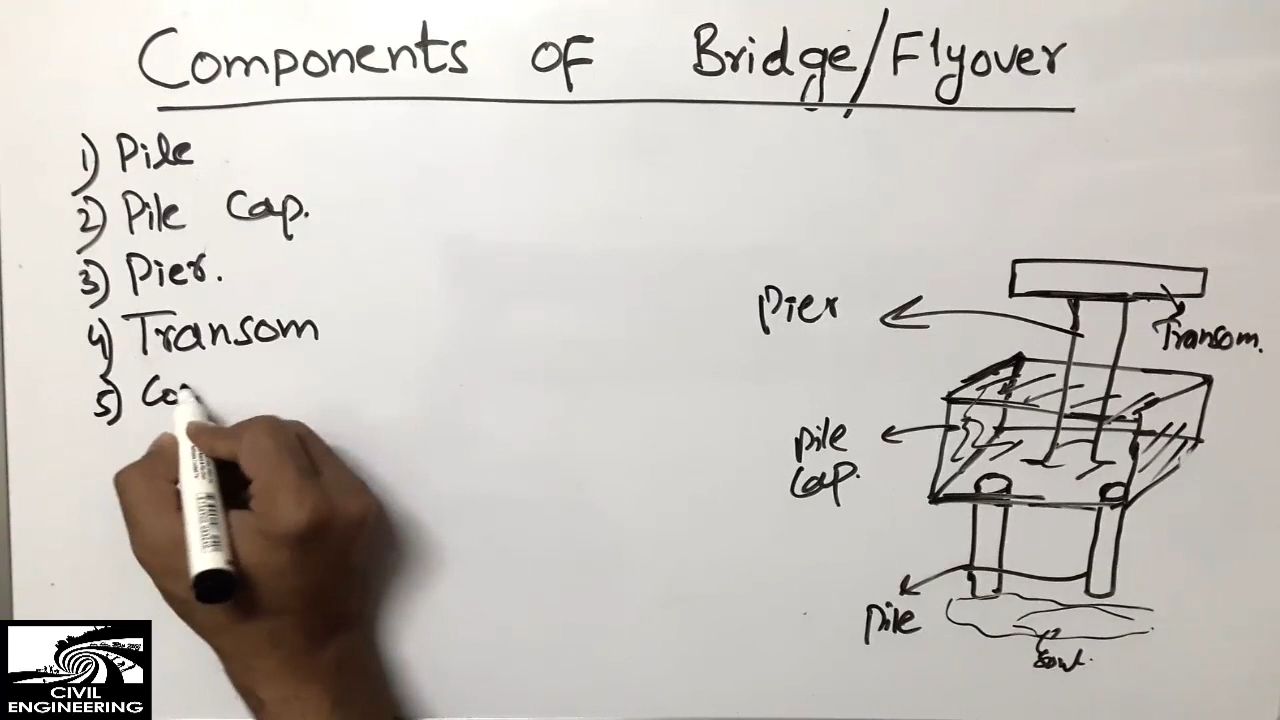 Components of Bridge/Flyover
1) Pile
2) Pile Cap.
3) Pier.
4) Transom
5) Co
Pier
Transom.
Pile
Cap.
Pile
CIVIL
ENGINEERING